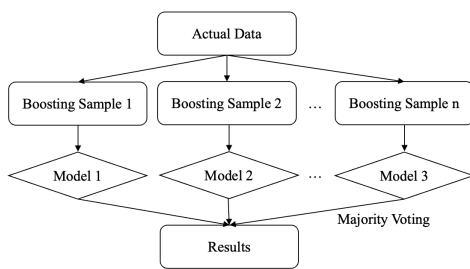 Actual Data
Boosting Sample 1
Boosting Sample 2
...
Boosting Sample n
Model 1
Model 2
...
Model 3
Majority Voting
Results